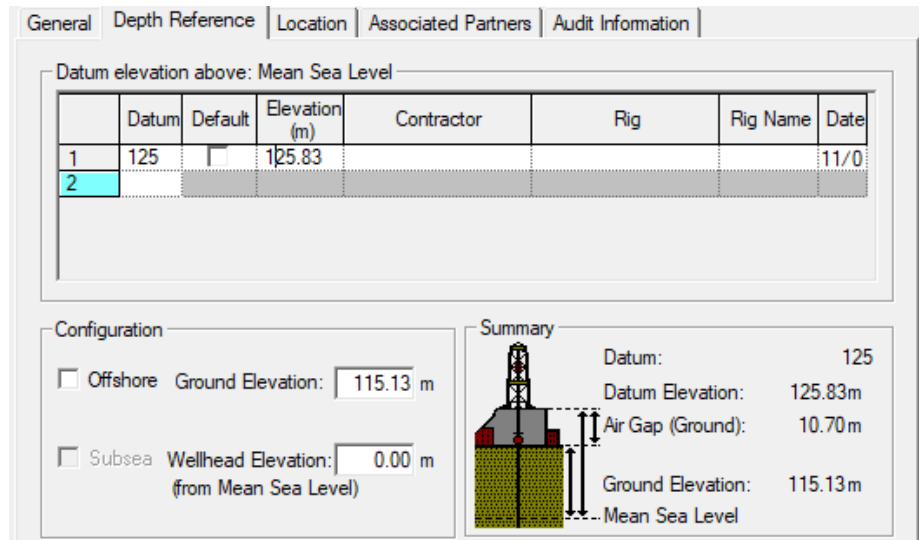 General Depth Reference Location Associated Partners Audit Information
Datum elevation above: Mean Sea Level
Datum Default Elevation (m) Contractor Rig Rig Name Date
1 125 125.83 11/0
2
Configuration
Offshore Ground Elevation: 115.13 m
Subsea Wellhead Elevation: 0.00 m
(from Mean Sea Level)
Summary
Datum: 125
Datum Elevation: 125.83m
Air Gap (Ground): 10.70m
Ground Elevation: 115.13m
Mean Sea Level